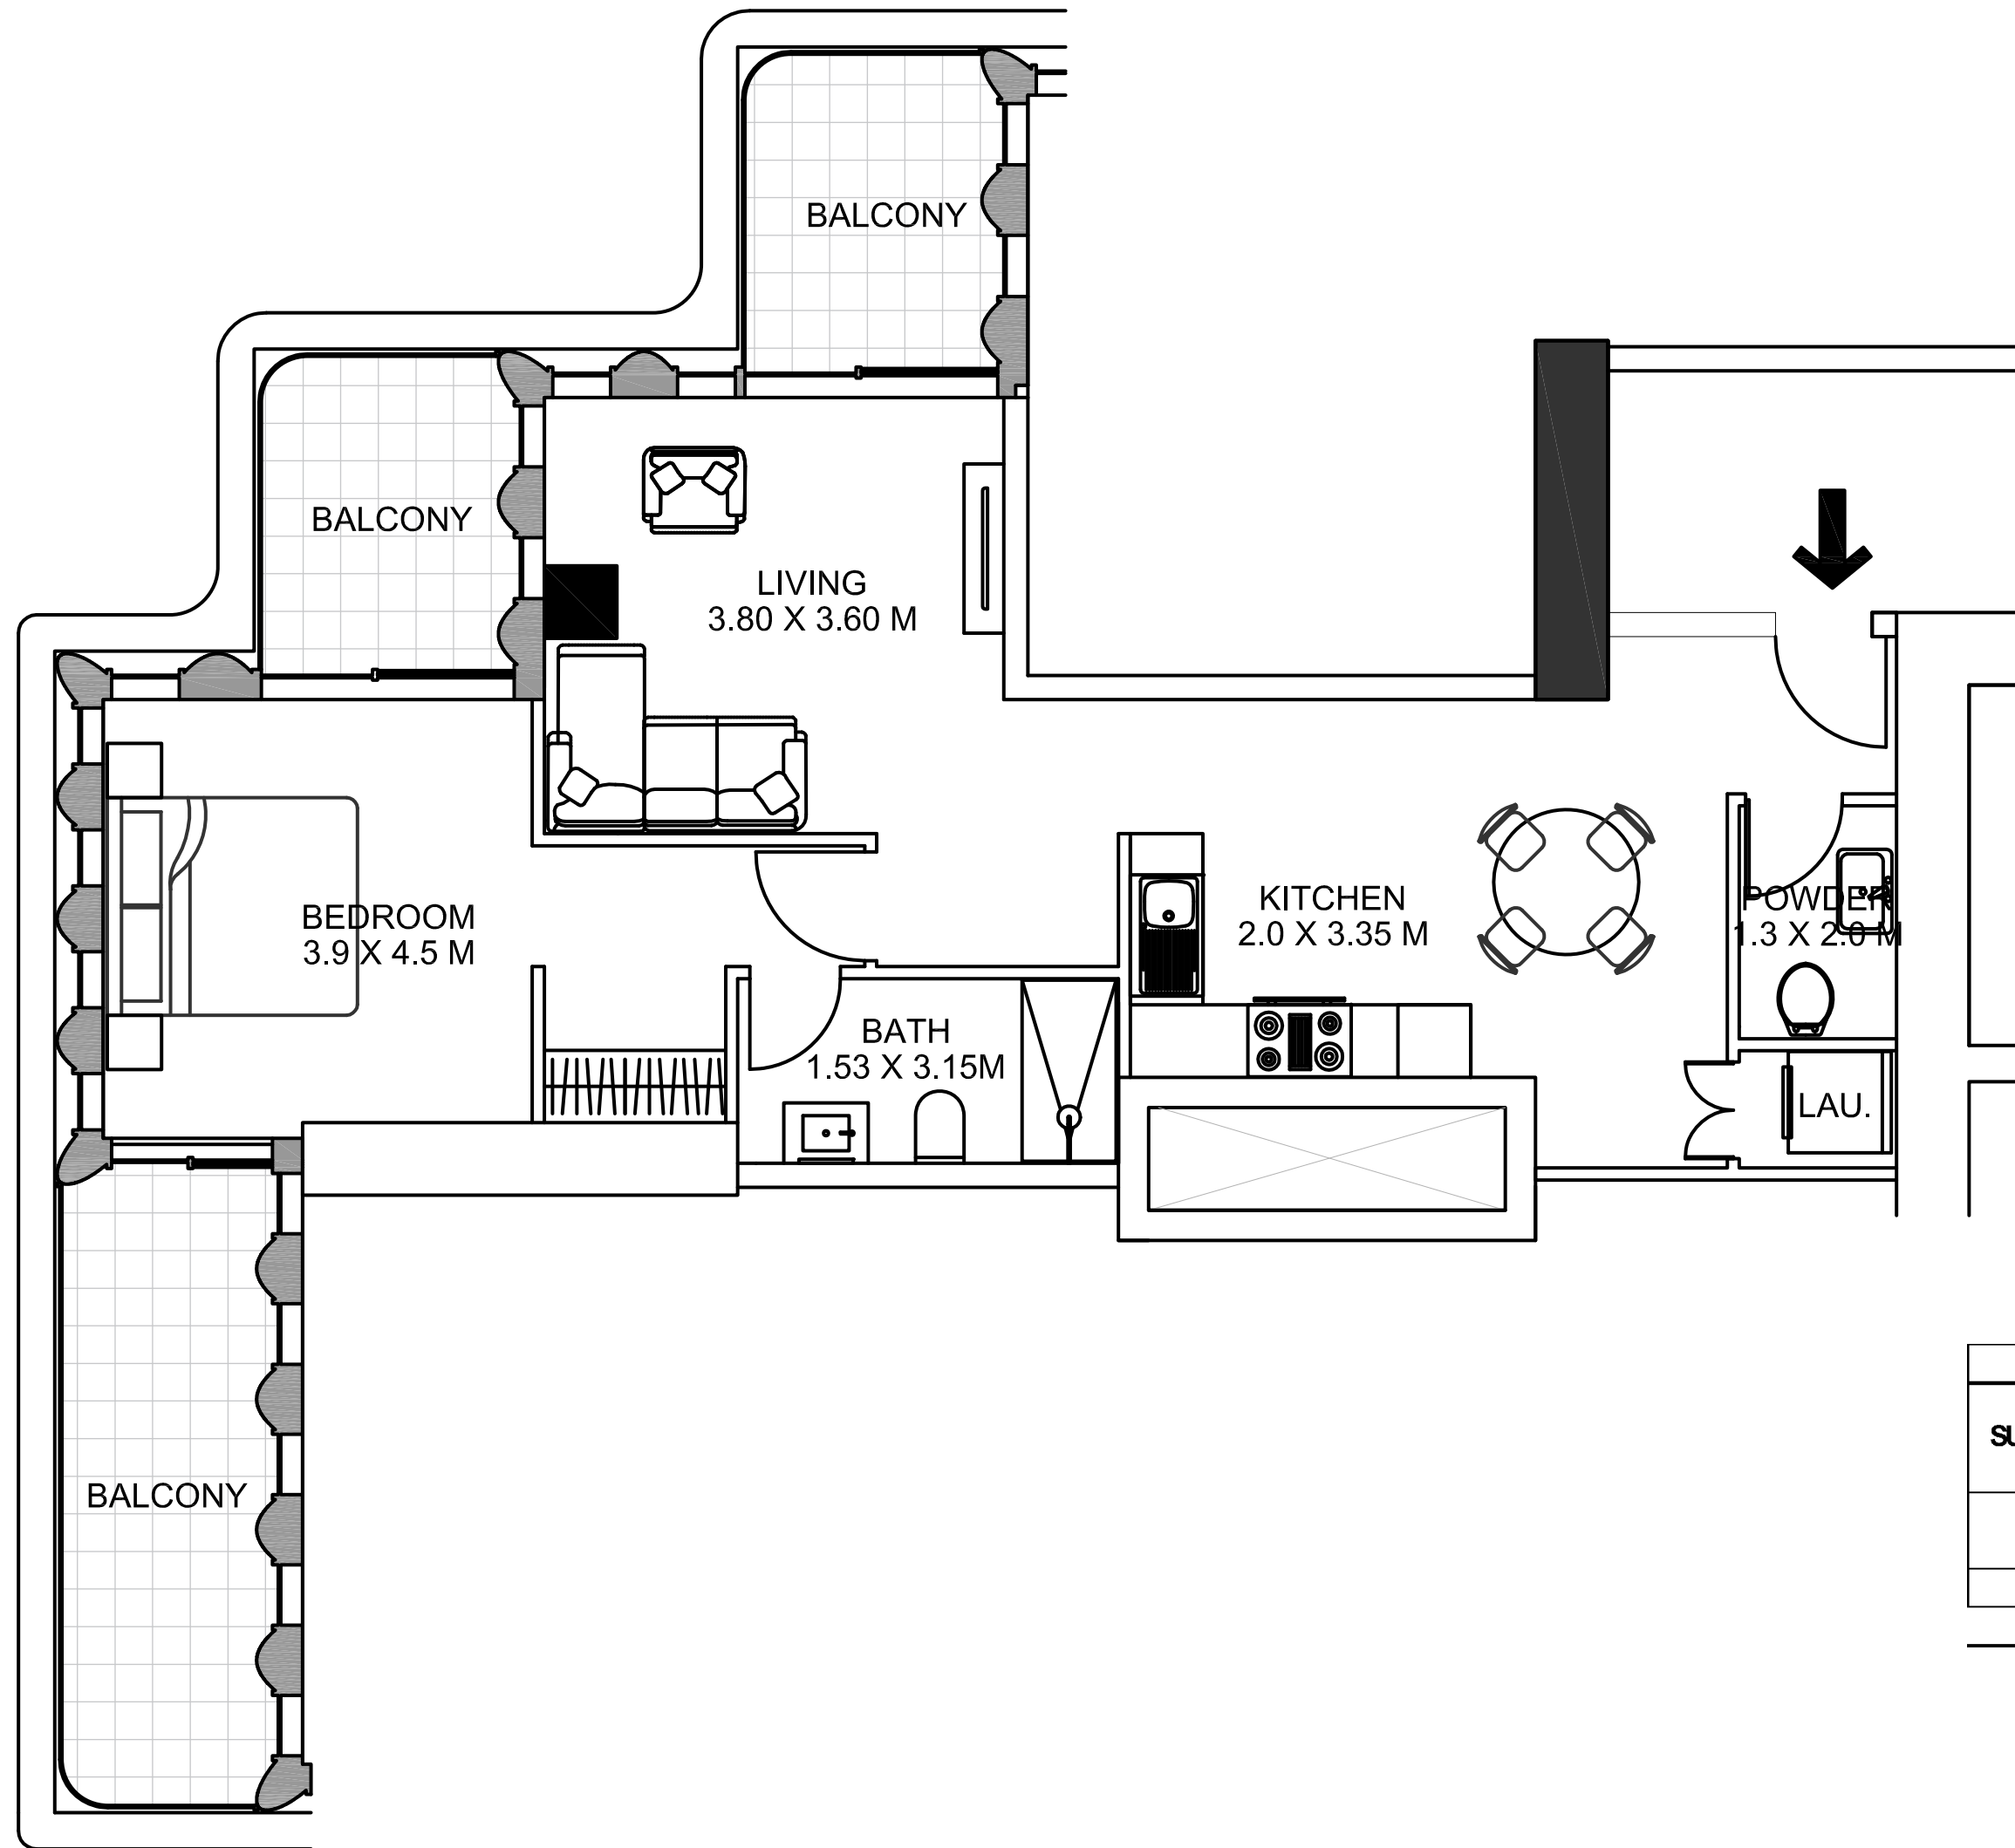 BALCONY
BALCONY
LIVING
3.80 X 3.60 M
BEDROOM
3.9 X 4.5 M
KITCHEN
2.0 X 3.35 M
POWDER
1.3 X 2.0 M
BATH
1.53 X 3.15M
LAU.
BALCONY